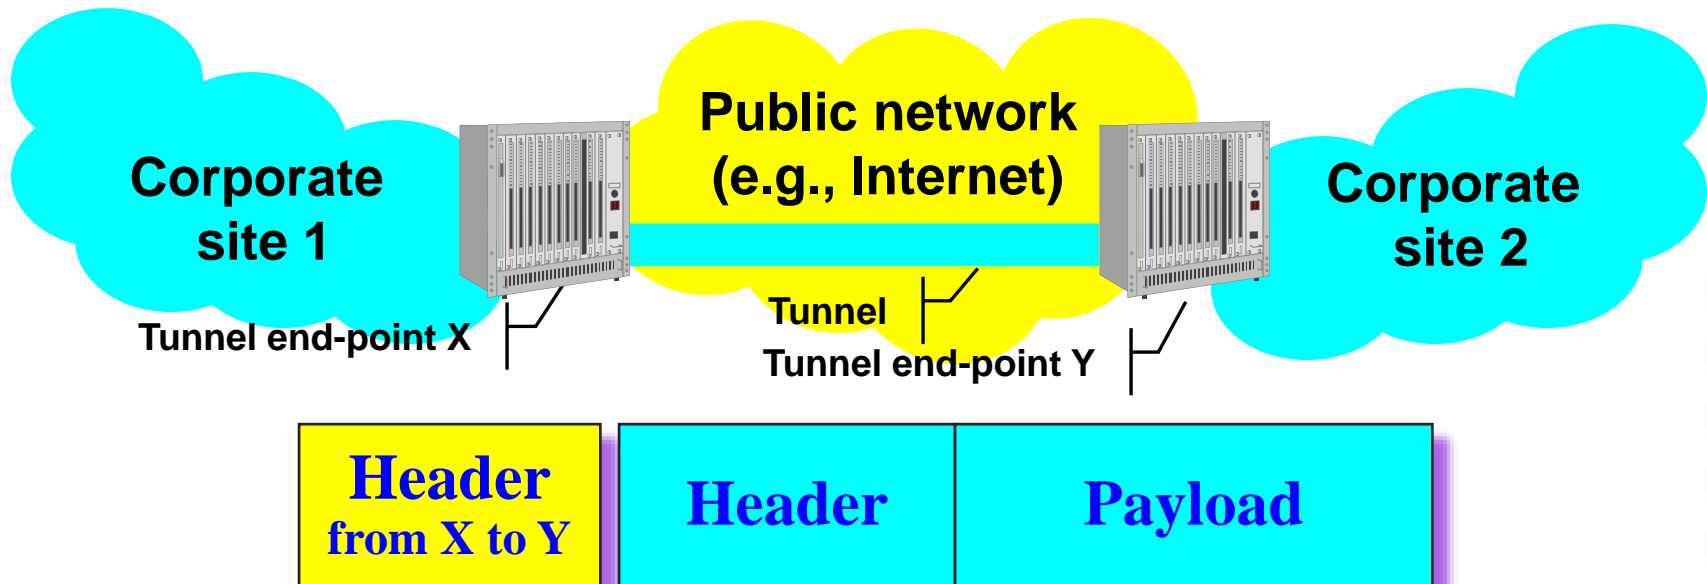 Public network
(e.g., Internet)
Corporate
site 1
Corporate
site 2
Tunnel
Tunnel end-point X
Tunnel end-point Y
Header
from X to Y
Header
Payload